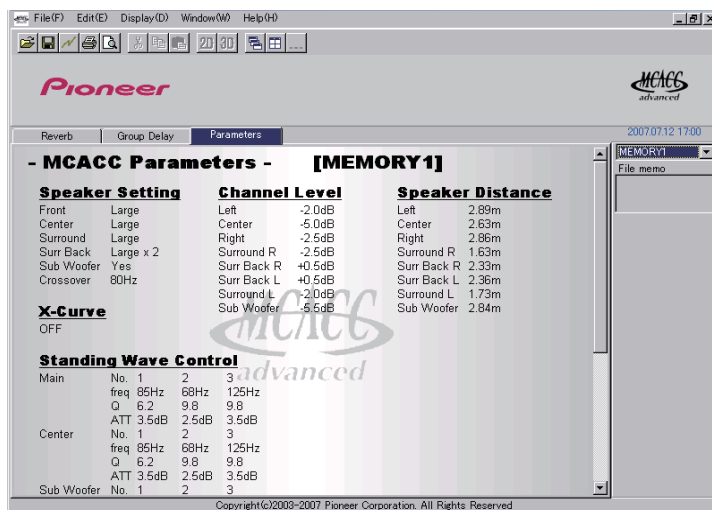 File(F) Edit(E) Display(D) Window(W) Help(H)
2D 3D ...
Pioneer
MCACC
advanced
Reverb Group Delay Parameters
2007.07.12 17:00
MEMORY1
File memo
- MCACC Parameters - [MEMORY1]
Speaker Setting
Front Large
Center Large
Surround Large
Surr Back Large x 2
Sub Woofer Yes
Crossover 80Hz
X-Curve
OFF
Channel Level
Left -2.0dB
Center -5.0dB
Right -2.5dB
Surround R -2.5dB
Surr Back R +0.5dB
Surr Back L +0.5dB
Surround L -2.0dB
Sub Woofer -5.5dB
Speaker Distance
Left 2.89m
Center 2.63m
Right 2.86m
Surround R 1.63m
Surr Back R 2.33m
Surr Back L 2.36m
Surround L 1.73m
Sub Woofer 2.84m
MCACC
advanced
Standing Wave Control
Main No. 1 2 3
freq 85Hz 68Hz 125Hz
Q 6.2 9.8 9.8
ATT 3.5dB 2.5dB 3.5dB
Center No. 1 2 3
freq 85Hz 68Hz 125Hz
Q 6.2 9.8 9.8
ATT 3.5dB 2.5dB 3.5dB
Sub Woofer No. 1 2 3
Copyright(c)2003-2007 Pioneer Corporation. All Rights Reserved